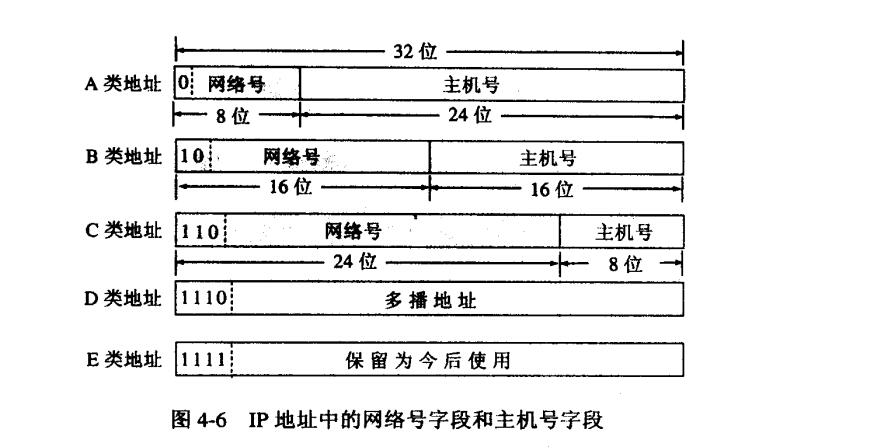 32 位
A 类地址 0 网络号 主机号
8 位 24 位
B 类地址 10 网络号 主机号
16 位 16 位
C 类地址 110 网络号 主机号
24 位 8 位
D 类地址 1110 多播地址
E 类地址 1111 保留为今后使用
图 4-6 IP 地址中的网络号字段和主机号字段